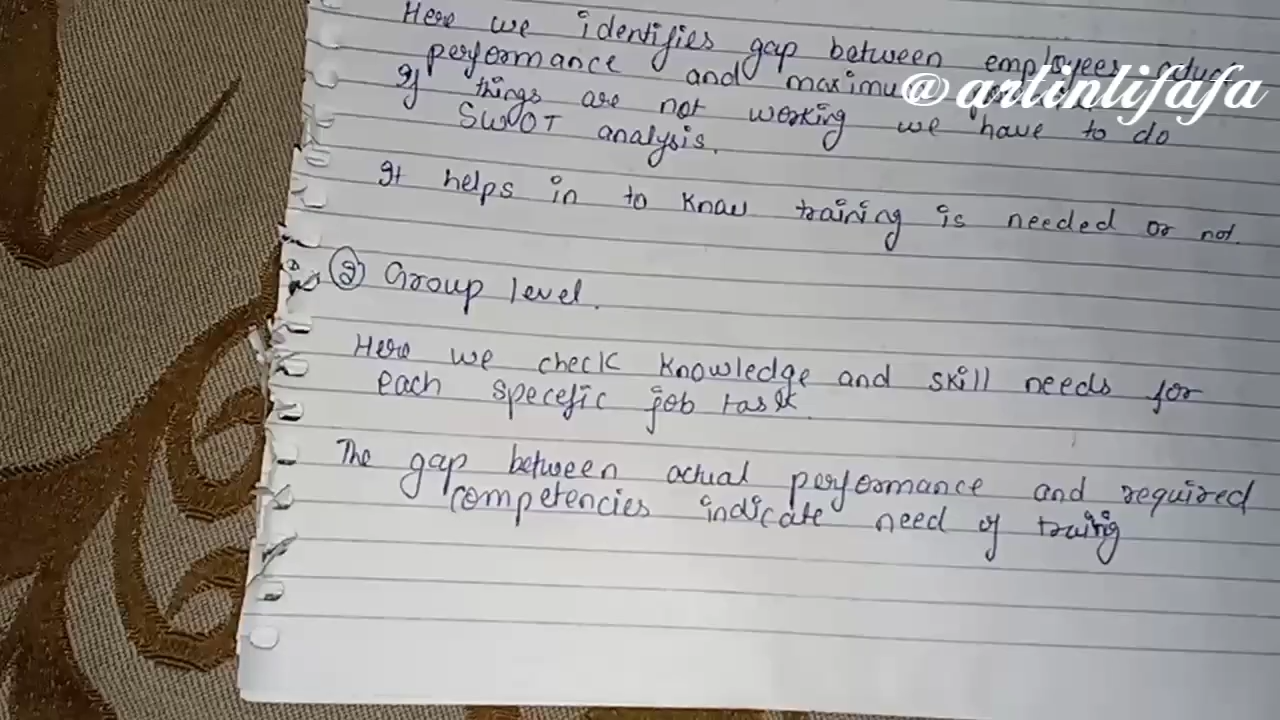 Here we identifies gap between employees
performance and maximum
If things are not working we have to do
SWOT analysis.
It helps in to know training is needed or not.
② Group level.
Here we check knowledge and skill needs for
each specefic job task.
The gap between actual performance and required
competencies indicate need of traing
@artinlifafa